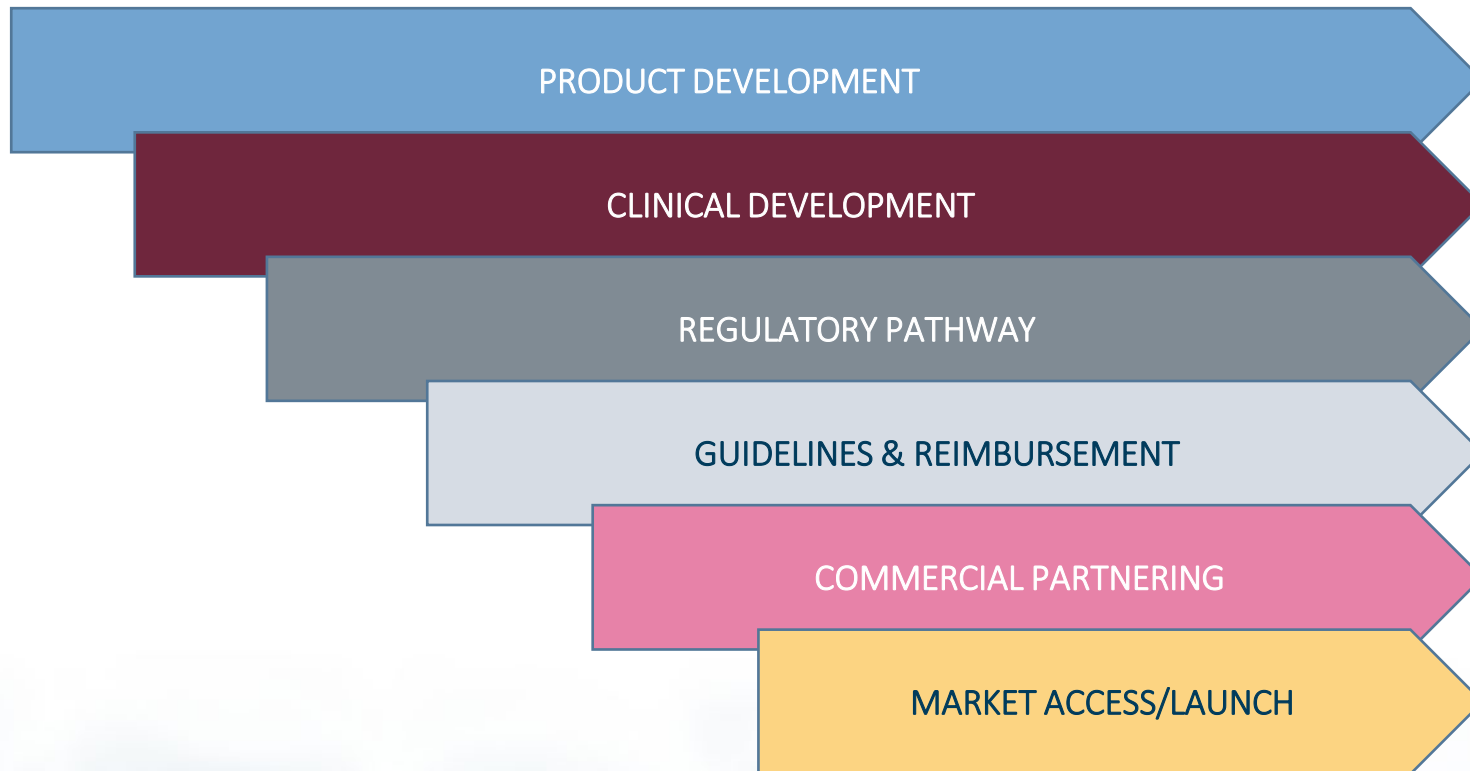 PRODUCT DEVELOPMENT
CLINICAL DEVELOPMENT
REGULATORY PATHWAY
GUIDELINES & REIMBURSEMENT
COMMERCIAL PARTNERING
MARKET ACCESS/LAUNCH